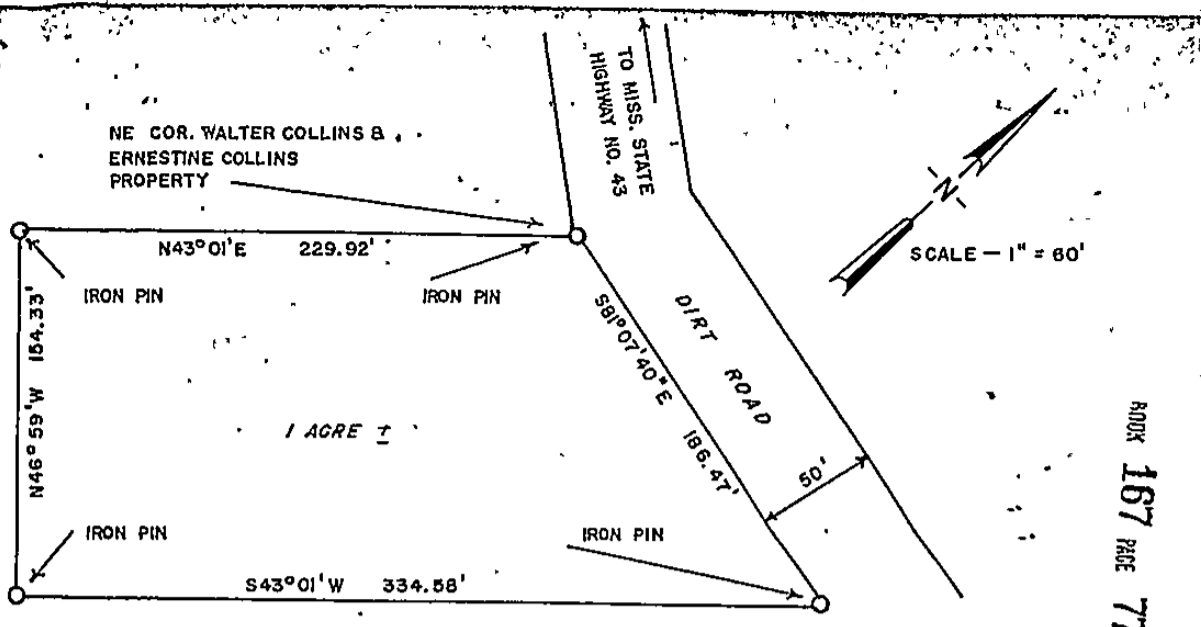 TO MISS. STATE
HIGHWAY NO. 43
NE COR. WALTER COLLINS &
ERNESTINE COLLINS
PROPERTY
N
SCALE — 1" = 60'
N43°01'E 229.92'
IRON PIN
IRON PIN
N46°59'W 154.33'
S81°07'40"E 186.47'
DIRT ROAD
50'
1 ACRE ±
IRON PIN
IRON PIN
S43°01'W 334.58'
BOOK 167 PAGE